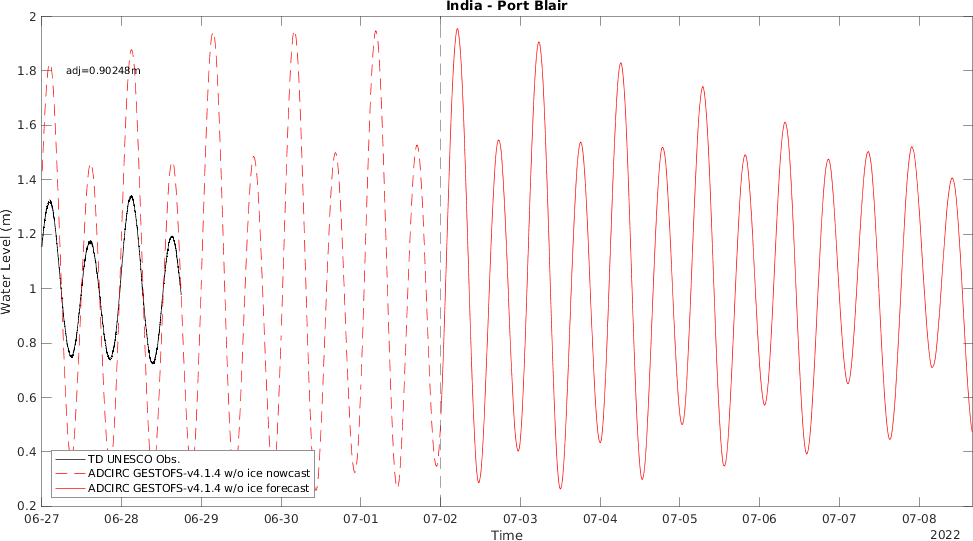 India - Port Blair
2
1.8
1.6
1.4
1.2
1
0.8
0.6
0.4
0.2
Water Level (m)
adj=0.90248m
TD UNESCO Obs.
ADCIRC GESTOFS-v4.1.4 w/o ice nowcast
ADCIRC GESTOFS-v4.1.4 w/o ice forecast
06-27 06-28 06-29 06-30 07-01 07-02 07-03 07-04 07-05 07-06 07-07 07-08
Time
2022